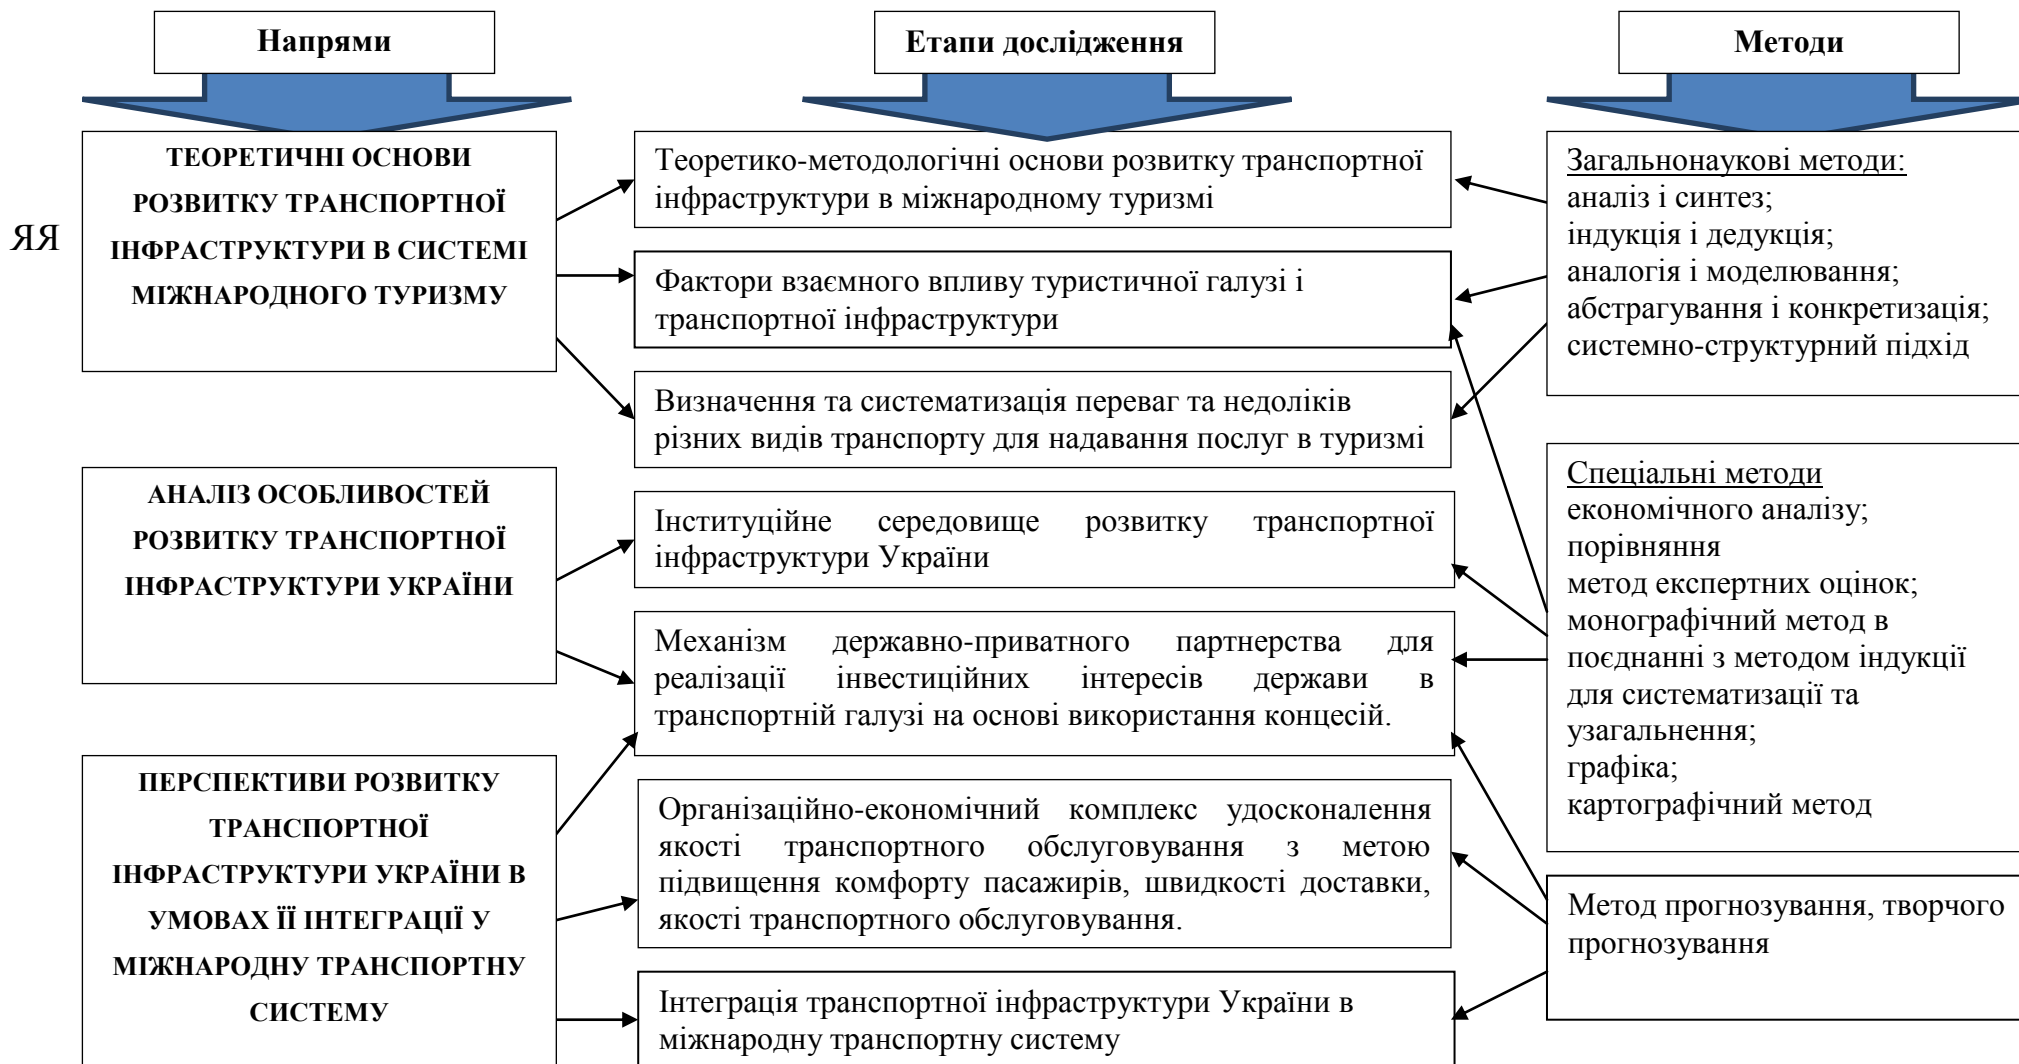 Напрями
Етапи дослідження
Методи
ЯЯ
ТЕОРЕТИЧНІ ОСНОВИ
РОЗВИТКУ ТРАНСПОРТНОЇ
ІНФРАСТРУКТУРИ В СИСТЕМІ
МІЖНАРОДНОГО ТУРИЗМУ
АНАЛІЗ ОСОБЛИВОСТЕЙ
РОЗВИТКУ ТРАНСПОРТНОЇ
ІНФРАСТРУКТУРИ УКРАЇНИ
ПЕРСПЕКТИВИ РОЗВИТКУ
ТРАНСПОРТНОЇ
ІНФРАСТРУКТУРИ УКРАЇНИ В
УМОВАХ ЇЇ ІНТЕГРАЦІЇ У
МІЖНАРОДНУ ТРАНСПОРТНУ
СИСТЕМУ
Теоретико-методологічні основи розвитку транспортної
інфраструктури в міжнародному туризмі
Фактори взаємного впливу туристичної галузі і
транспортної інфраструктури
Визначення та систематизація переваг та недоліків
різних видів транспорту для надавання послуг в туризмі
Інституційне середовище розвитку транспортної
інфраструктури України
Механізм державно-приватного партнерства для
реалізації інвестиційних інтересів держави в
транспортній галузі на основі використання концесій.
Організаційно-економічний комплекс удосконалення
якості транспортного обслуговування з метою
підвищення комфорту пасажирів, швидкості доставки,
якості транспортного обслуговування.
Інтеграція транспортної інфраструктури України в
міжнародну транспортну систему
Загальнонаукові методи:
аналіз і синтез;
індукція і дедукція;
аналогія і моделювання;
абстрагування і конкретизація;
системно-структурний підхід
Спеціальні методи
економічного аналізу;
порівняння
метод експертних оцінок;
монографічний метод в
поєднанні з методом індукції
для систематизації та
узагальнення;
графіка;
картографічний метод
Метод прогнозування, творчого
прогнозування